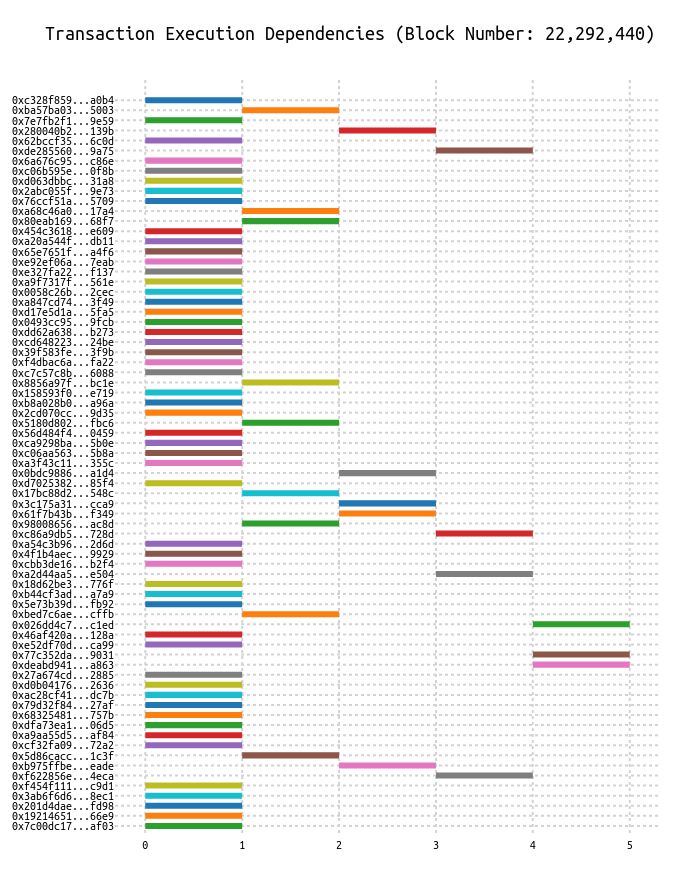 Transaction Execution Dependencies (Block Number: 22,292,440)
0xc328f859...a0b4
0xba57ba03...5003
0x7e7fb2f1...9e59
0x280040b2...139b
0x62bccf35...6c0d
0xde285560...9a75
0x6a676c95...c86e
0xc06b595e...0f8b
0xd063dbbc...31a8
0x2abc055f...9e73
0x76ccf51a...5709
0xa68c46a0...17a4
0x80eab169...68f7
0x454c3618...e609
0xa20a544f...db11
0x65e7651f...a4f6
0xe92ef06a...7eab
0xe327fa22...f137
0xa9f7317f...561e
0x0058c26b...2cec
0xa847cd74...3f49
0xd17e5d1a...5fa5
0x0493cc95...9fcb
0xdd62a638...b273
0xcd648223...24be
0x39f583fe...3f9b
0xf4dbac6a...fa22
0xc7c57c8b...6088
0x8856a97f...bc1e
0x158593f0...e719
0xb8a028b0...a96a
0x2cd070cc...9d35
0x5180d802...fbc6
0x56d484f4...0459
0xca9298ba...5b0e
0xc06aa563...5b8a
0xa3f43c11...355c
0x0bdc9886...a1d4
0xd7025382...85f4
0x17bc88d2...548c
0x3c175a31...cca9
0x61f7b43b...f349
0x98008656...ac8d
0xc86a9db5...728d
0xa54c3b96...2d6d
0x4f1b4aec...9929
0xcbb3de16...b2f4
0xa2d44aa5...e504
0x18d62be3...776f
0xb44cf3ad...a7a9
0x5e73b39d...fb92
0xbed7c6ae...cffb
0x026dd4c7...c1ed
0x46af420a...128a
0xe52df70d...ca99
0x77c352da...9031
0xdeabd941...a863
0x27a674cd...2885
0xd0b04176...2636
0xac28cf41...dc7b
0x79d32f84...27af
0x68325481...757b
0xdfa73ea1...06d5
0xa9aa55d5...af84
0xcf32fa09...72a2
0x5d86cacc...1c3f
0xb975ffbe...eade
0xf622856e...4eca
0xf454f111...c9d1
0x3ab6f6d6...8ec1
0x201d4dae...fd98
0x19214651...66e9
0x7c00dc17...af03
0 1 2 3 4 5